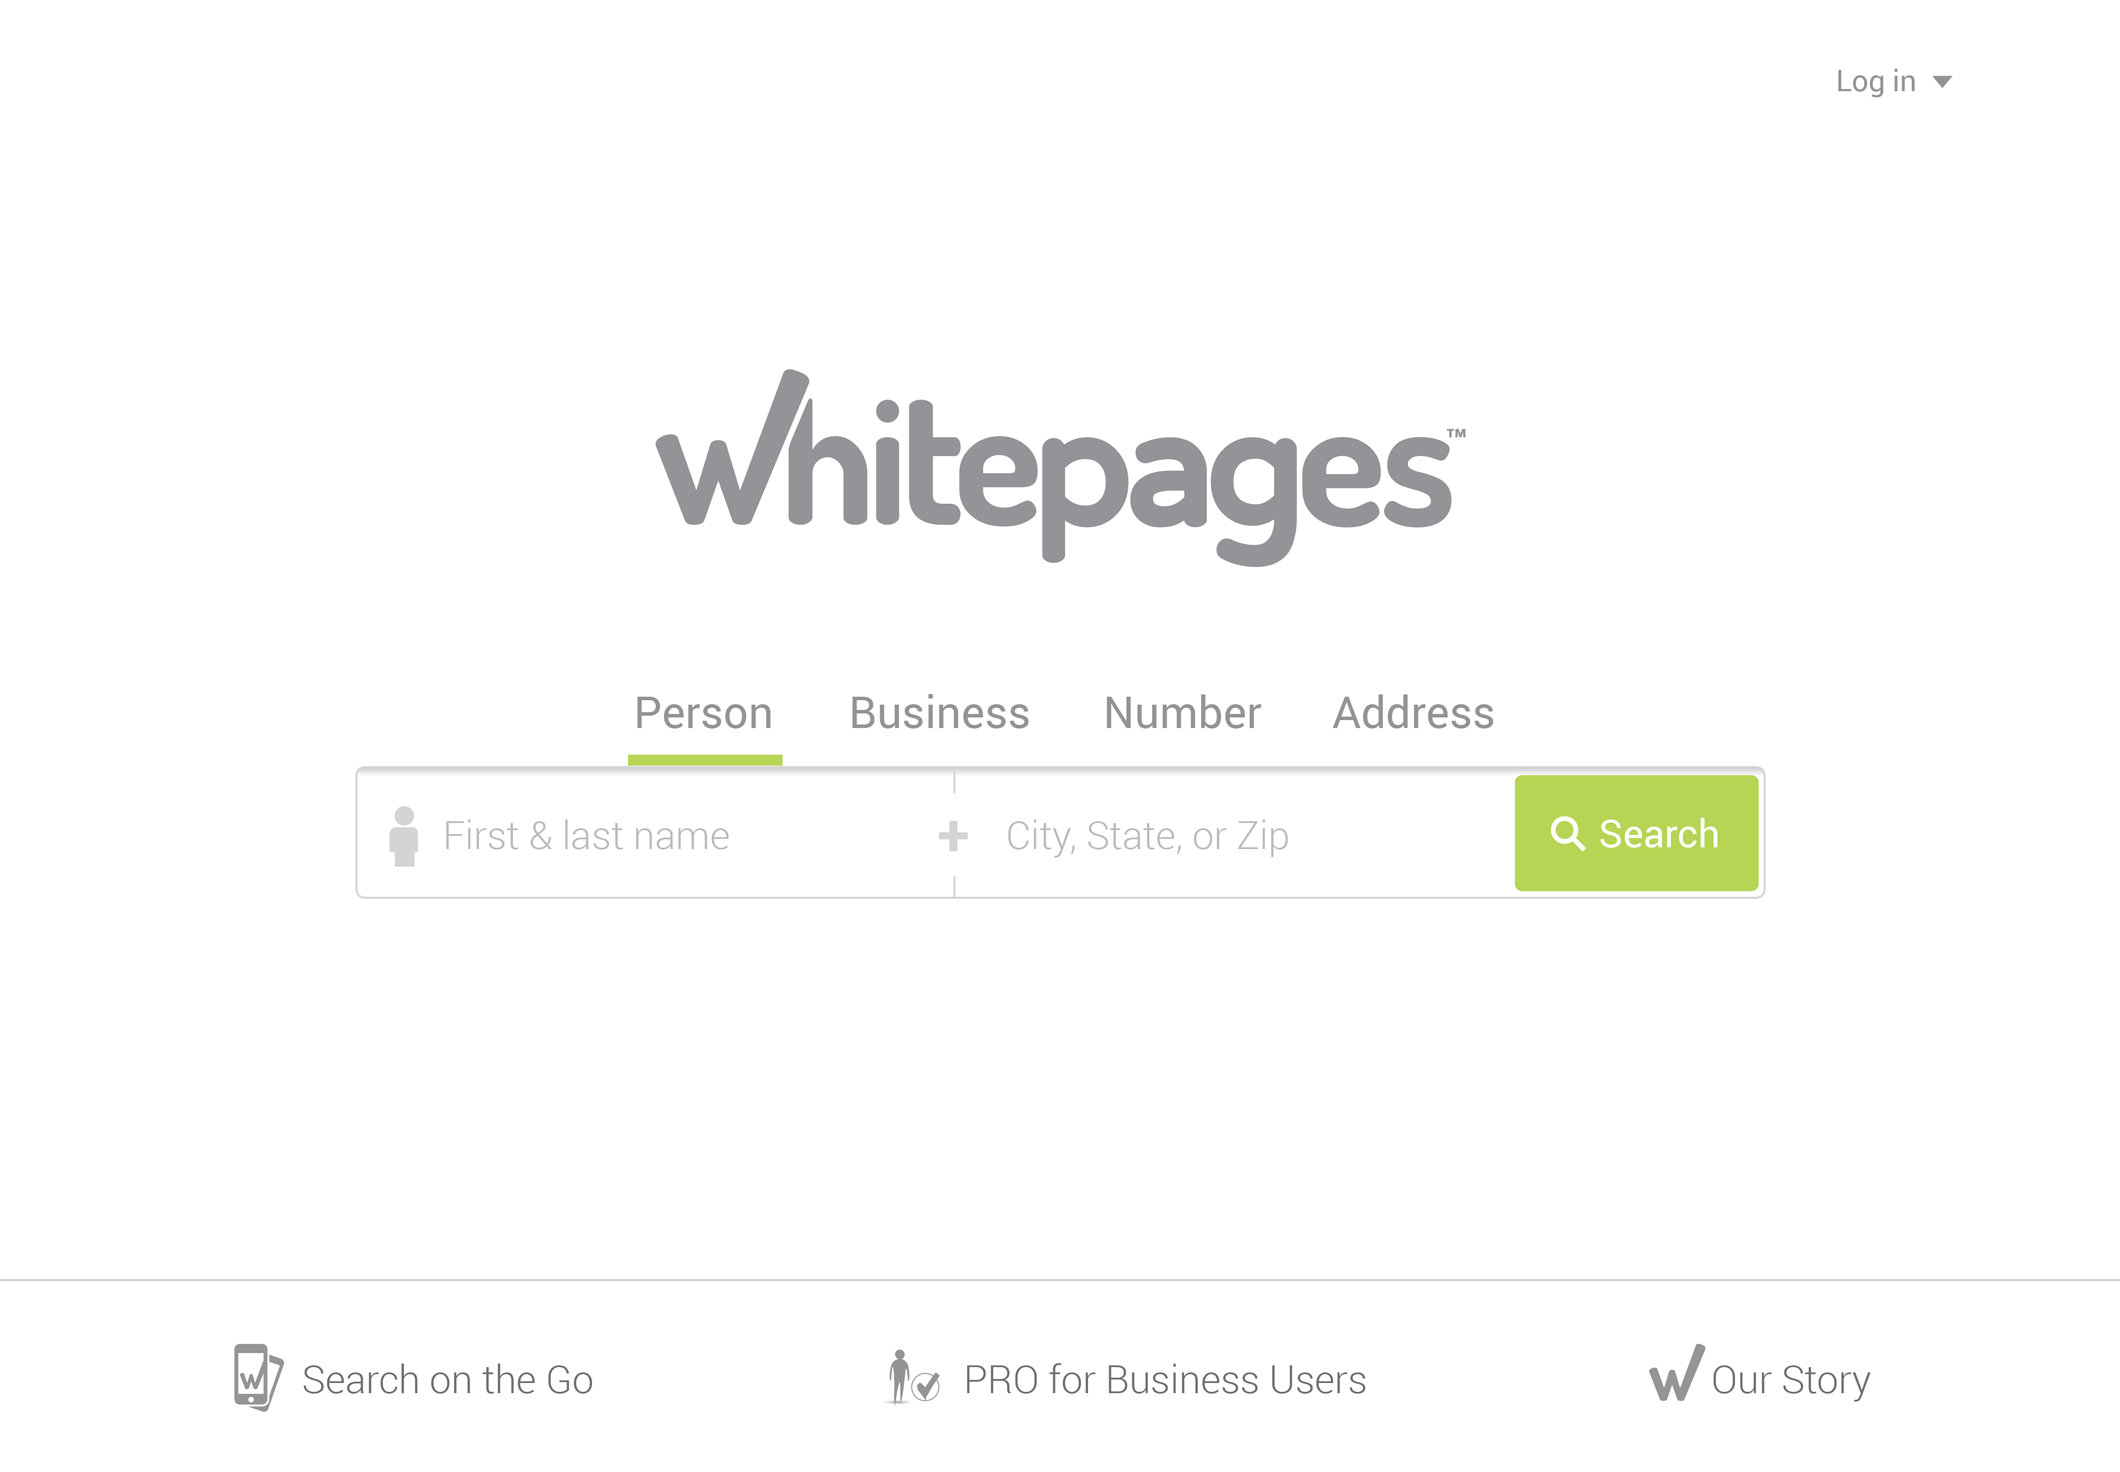 Log in
whitepages™
Person Business Number Address
First & last name City, State, or Zip Search
W Search on the Go PRO for Business Users W Our Story